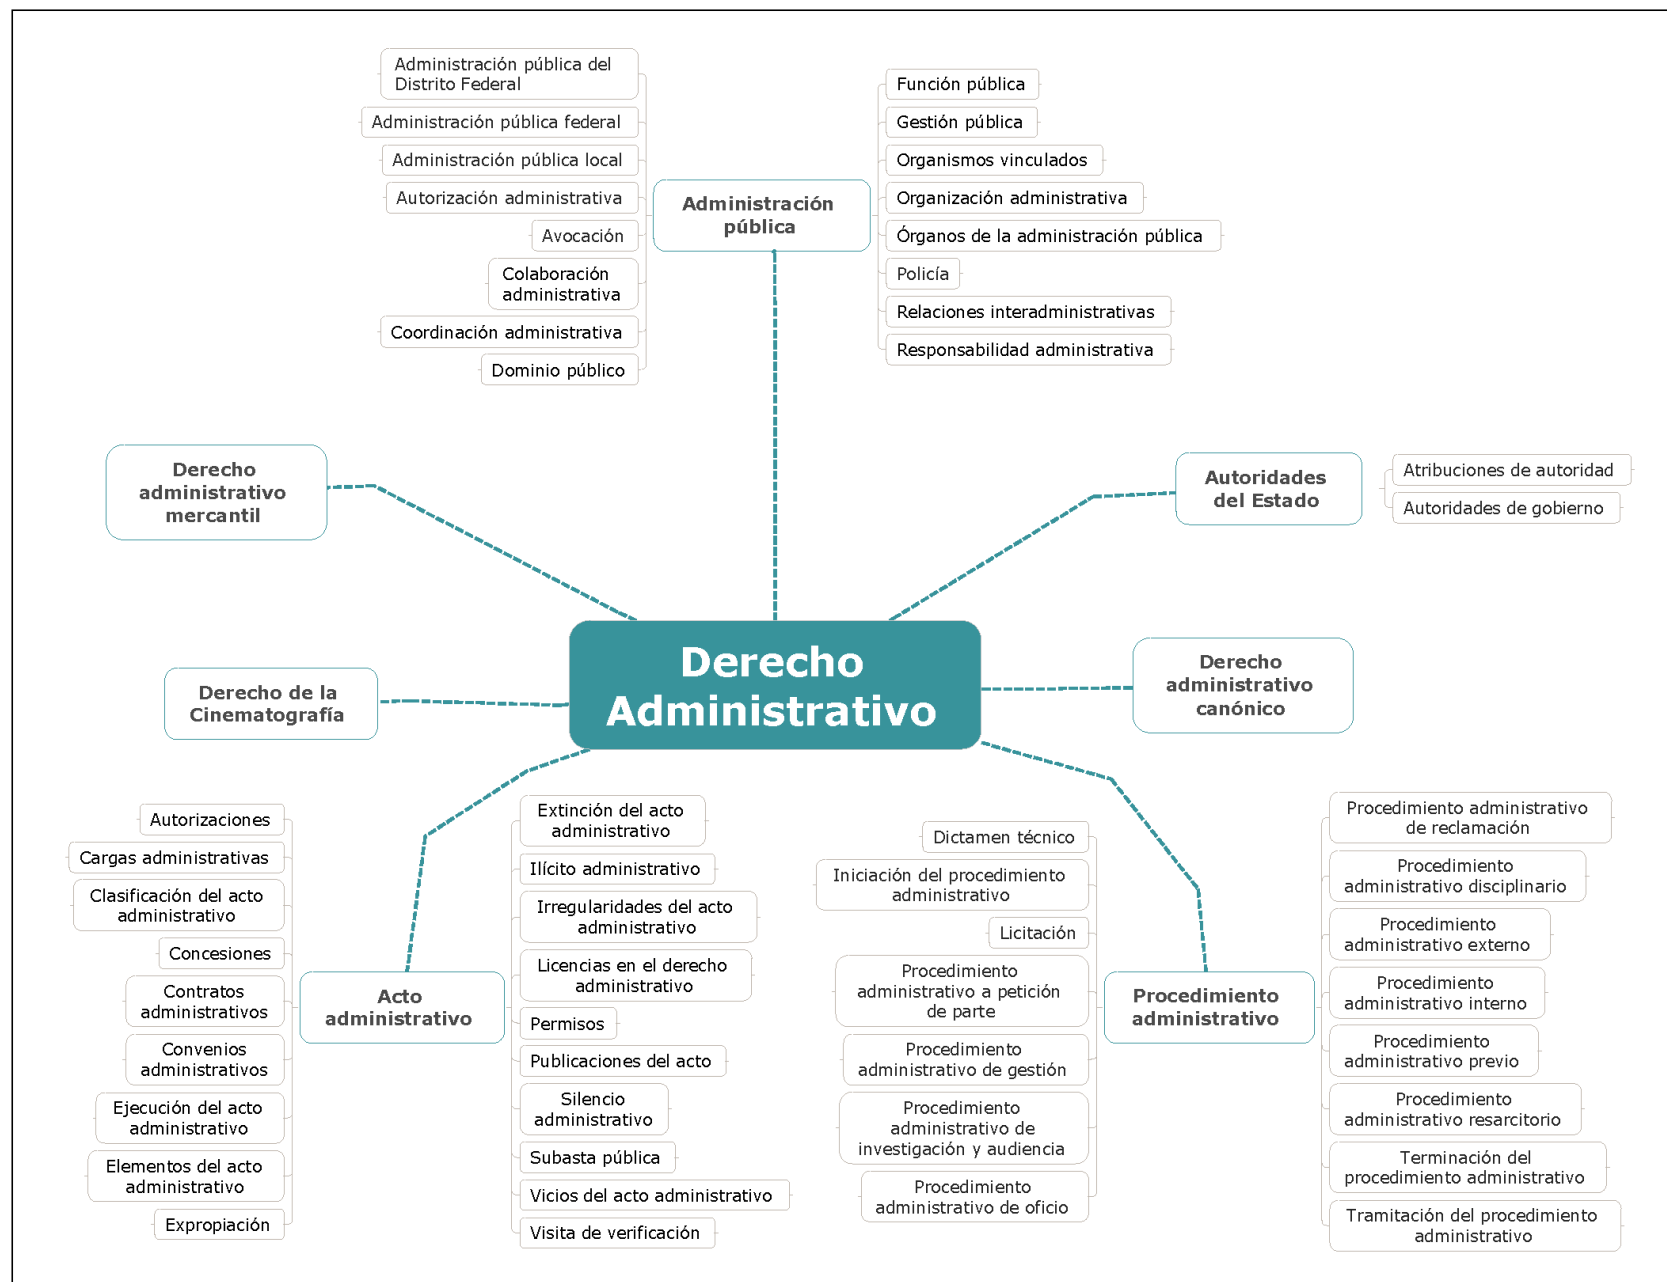 Administración pública del
Distrito Federal
Administración pública federal
Administración pública local
Autorización administrativa
Avocación
Colaboración
administrativa
Coordinación administrativa
Dominio público
Administración
pública
Función pública
Gestión pública
Organismos vinculados
Organización administrativa
Órganos de la administración pública
Policía
Relaciones interadministrativas
Responsabilidad administrativa
Derecho
administrativo
mercantil
Autoridades
del Estado
Atribuciones de autoridad
Autoridades de gobierno
Derecho
Administrativo
Derecho de la
Cinematografía
Derecho
administrativo
canónico
Autorizaciones
Cargas administrativas
Clasificación del acto
administrativo
Concesiones
Contratos
administrativos
Convenios
administrativos
Ejecución del acto
administrativo
Elementos del acto
administrativo
Expropiación
Acto
administrativo
Extinción del acto
administrativo
Ilícito administrativo
Irregularidades del acto
administrativo
Licencias en el derecho
administrativo
Permisos
Publicaciones del acto
Silencio
administrativo
Subasta pública
Vicios del acto administrativo
Visita de verificación
Dictamen técnico
Iniciación del procedimiento
administrativo
Licitación
Procedimiento
administrativo a petición
de parte
Procedimiento
administrativo de gestión
Procedimiento
administrativo de
investigación y audiencia
Procedimiento
administrativo de oficio
Procedimiento
administrativo
Procedimiento administrativo
de reclamación
Procedimiento
administrativo disciplinario
Procedimiento
administrativo externo
Procedimiento
administrativo interno
Procedimiento
administrativo previo
Procedimiento
administrativo resarcitorio
Terminación del
procedimiento administrativo
Tramitación del procedimiento
administrativo